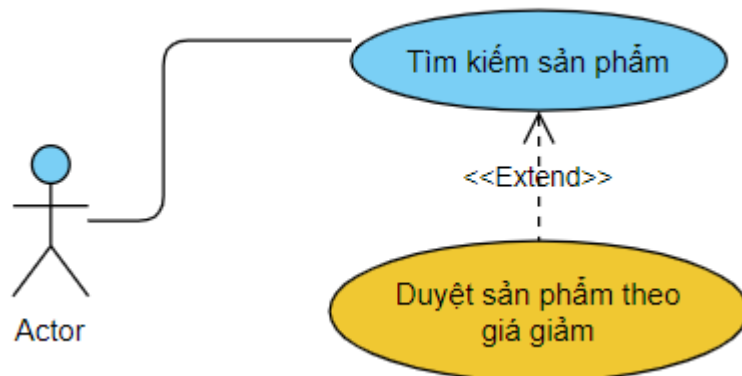 Tìm kiếm sản phẩm
<<Extend>>
Actor
Duyệt sản phẩm theo
giá giảm